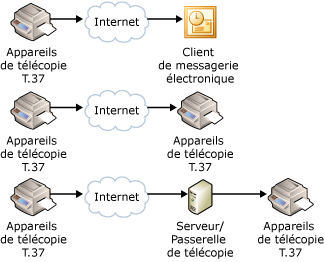 Internet
Appareils
de télécopie
T.37
Client
de messagerie
électronique
Internet
Appareils
de télécopie
T.37
Appareils
de télécopie
T.37
Internet
Appareils
de télécopie
T.37
Serveur/
Passerelle
de télécopie
Appareils
de télécopie
T.37